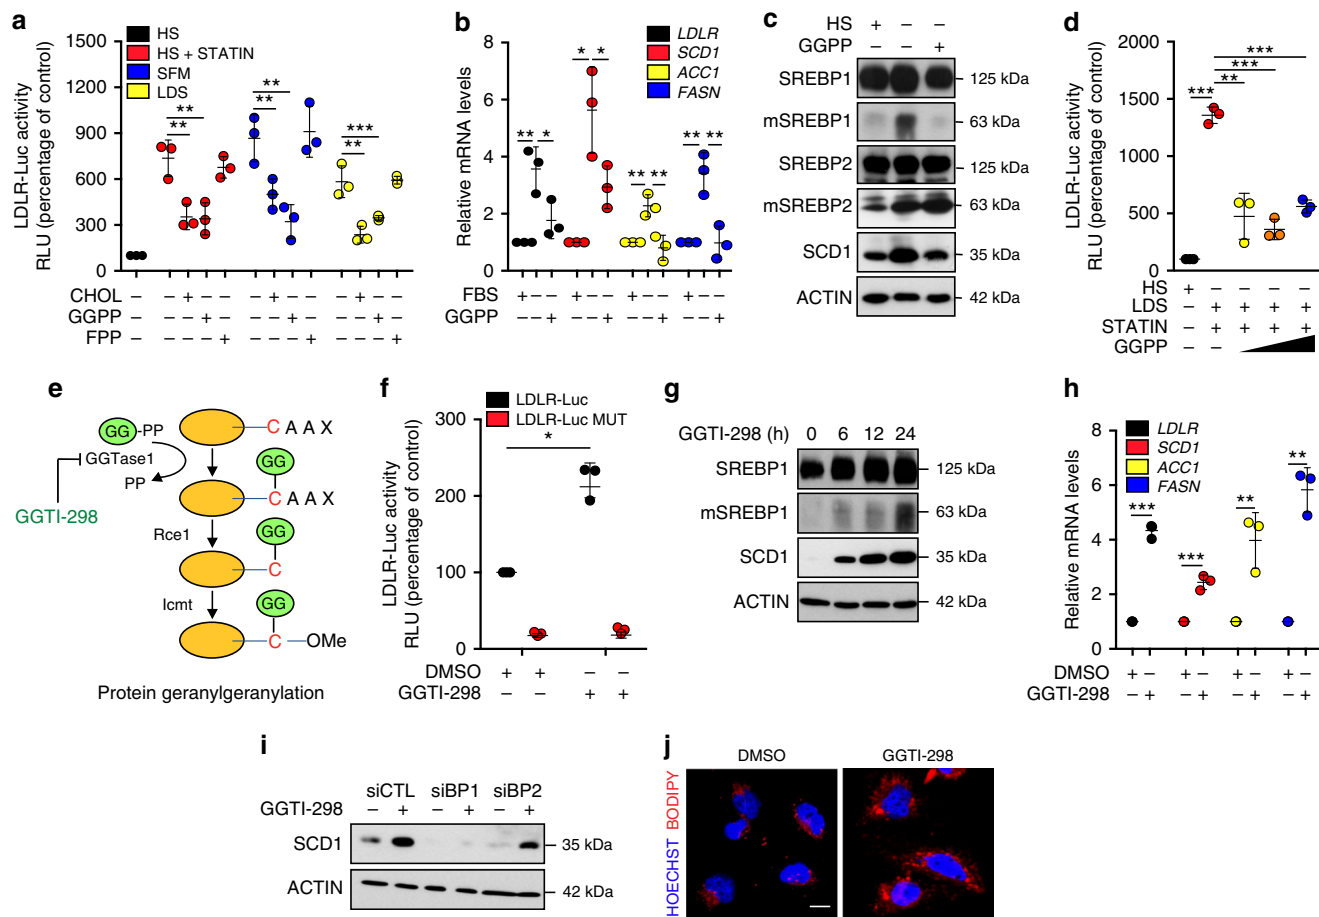 a
HS
HS + STATIN
SFM
LDS
LDLR-Luc activity
RLU (percentage of control)
1500
1200
900
600
300
0
** ** ** ** *** **
CHOL – – + – – – + – – – + – –
GGPP – – – + – – – + – – – + –
FPP – – – – + – – – + – – – +
b
LDLR
SCD1
ACC1
FASN
Relative mRNA levels
8
6
4
2
0
** * * * ** ** ** **
FBS + – – + – – + – – + – –
GGPP – – + – – + – – + – – +
c
HS + – –
GGPP – – +
SREBP1 125 kDa
mSREBP1 63 kDa
SREBP2 125 kDa
mSREBP2 63 kDa
SCD1 35 kDa
ACTIN 42 kDa
d
LDLR-Luc activity
RLU (percentage of control)
2000
1500
1000
500
0
***
***
**
***
HS + – – – –
LDS – + + + +
STATIN – + + + +
GGPP – –
e
GG -PP
GGTase1
PP
GGTI-298
C A A X
GG
C A A X
Rce1
GG
C
Icmt
GG
C OMe
Protein geranylgeranylation
f
LDLR-Luc
LDLR-Luc MUT
LDLR-Luc activity
RLU (percentage of control)
300
200
100
0
*
DMSO + + – –
GGTI-298 – – + +
g
GGTI-298 (h) 0 6 12 24
SREBP1 125 kDa
mSREBP1 63 kDa
SCD1 35 kDa
ACTIN 42 kDa
h
LDLR
SCD1
ACC1
FASN
Relative mRNA levels
8
6
4
2
0
*** *** ** **
DMSO + – + – + – + –
GGTI-298 – + – + – + – +
i
siCTL siBP1 siBP2
GGTI-298 – + – + – +
SCD1 35 kDa
ACTIN 42 kDa
j
DMSO GGTI-298
HOECHST BODIPY